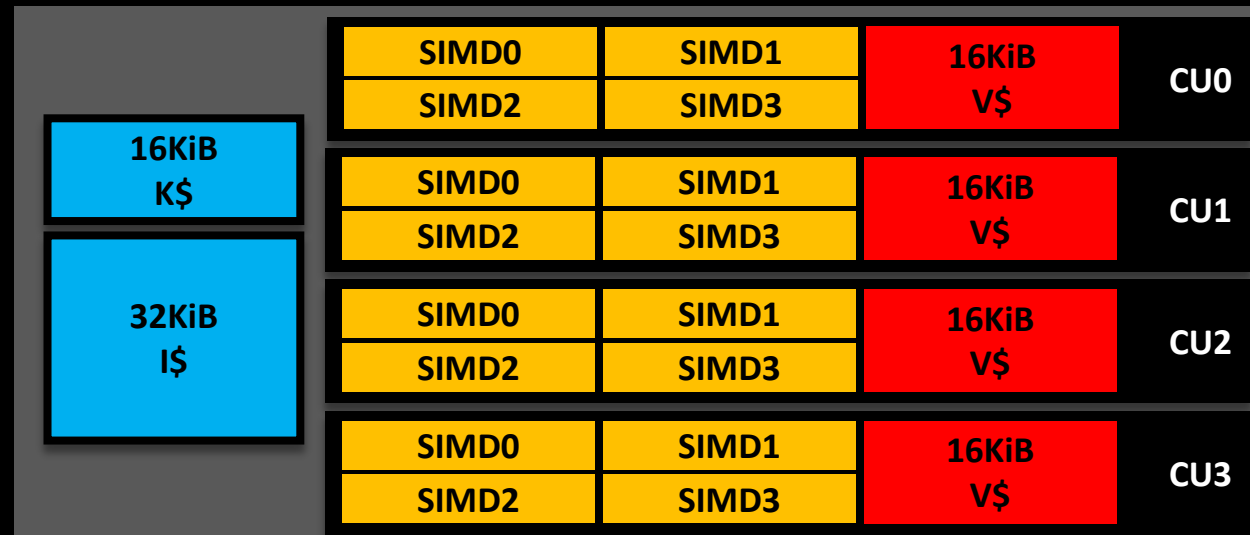 16KiB
K$
32KiB
I$
SIMD0 SIMD1
SIMD2 SIMD3
16KiB
V$
CU0
SIMD0 SIMD1
SIMD2 SIMD3
16KiB
V$
CU1
SIMD0 SIMD1
SIMD2 SIMD3
16KiB
V$
CU2
SIMD0 SIMD1
SIMD2 SIMD3
16KiB
V$
CU3